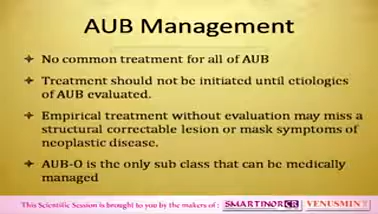 AUB Management
No common treatment for all of AUB
Treatment should not be initiated until etiologies
of AUB evaluated.
Empirical treatment without evaluation may miss a
structural correctable lesion or mask symptoms of
neoplastic disease.
AUB-O is the only sub class that can be medically
managed
This Scientific Session is brought to you by the makers of : SMARTINOR CR VENUSMIN